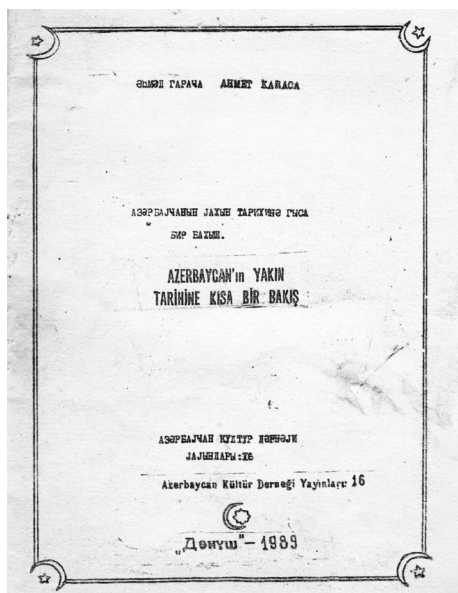 ӘҺМӘД ГАРАЧА AHMET KARACA
АЗӘРБАЈЧАНЫН ЈАХЫН ТАРИХИНӘ ГЫСА
БИР БАХЫШ.
AZERBAYCAN'ın YAKIN
TARİHİNE KISA BİR BAKIŞ
АЗӘРБАЈЧАН КҮЛТҮР ДӘРНӘЈИ
ЈАЈЫНЛАРЫ:16
Azerbaycan Kültür Derneği Yayınları: 16
„Дөнүш"–1989